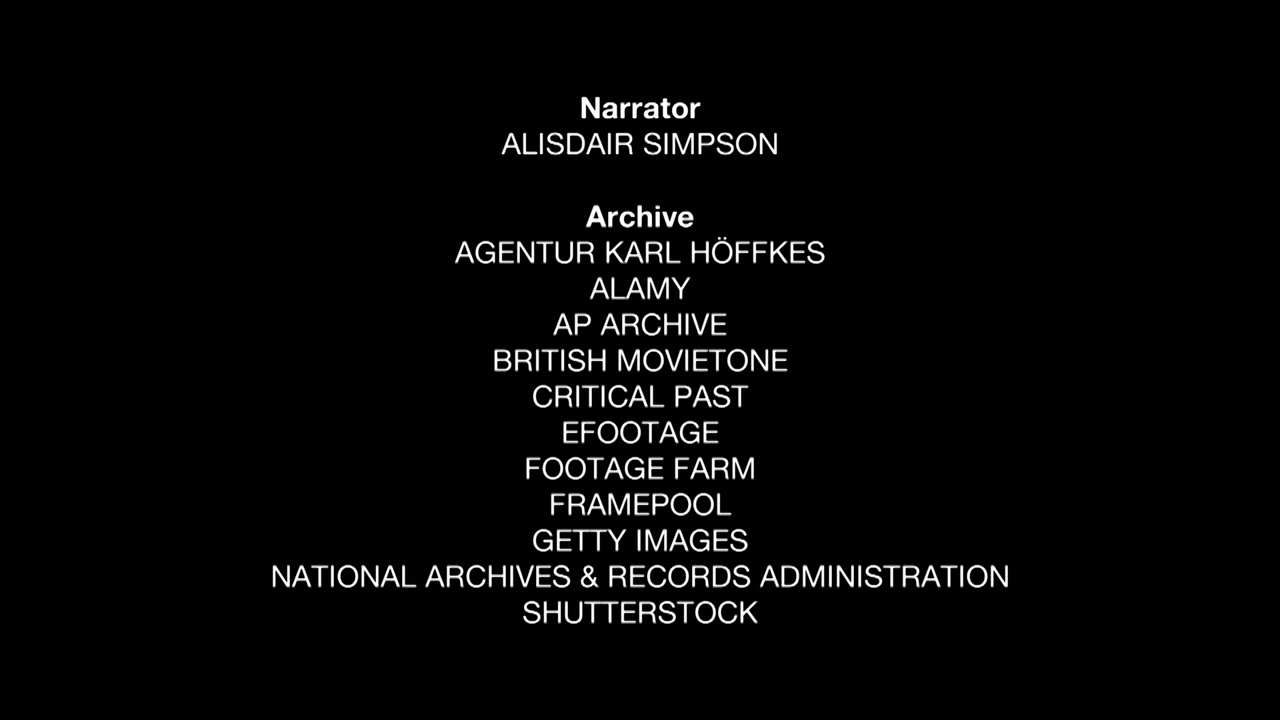 Narrator
ALISDAIR SIMPSON
Archive
AGENTUR KARL HÖFFKES
ALAMY
AP ARCHIVE
BRITISH MOVIETONE
CRITICAL PAST
EFOOTAGE
FOOTAGE FARM
FRAMEPOOL
GETTY IMAGES
NATIONAL ARCHIVES & RECORDS ADMINISTRATION
SHUTTERSTOCK